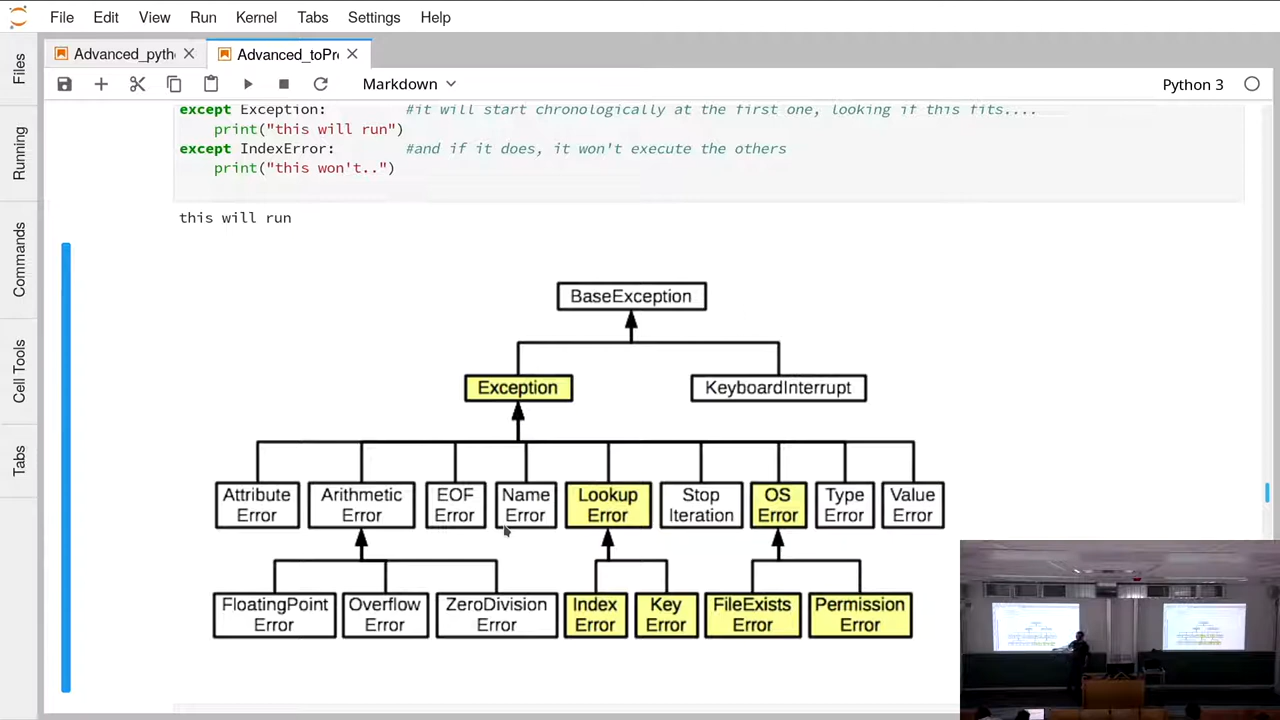 File Edit View Run Kernel Tabs Settings Help
Advanced_pyth
Advanced_toPr
Markdown
Python 3
Files
Running
Commands
Cell Tools
Tabs
except Exception: #it will start chronologically at the first one, looking if this fits....
print("this will run")
except IndexError: #and if it does, it won't execute the others
print("this won't..")
this will run
BaseException
Exception
KeyboardInterrupt
Attribute
Error
Arithmetic
Error
EOF
Error
Name
Error
Lookup
Error
Stop
Iteration
OS
Error
Type
Error
Value
Error
FloatingPoint
Error
Overflow
Error
ZeroDivision
Error
Index
Error
Key
Error
FileExists
Error
Permission
Error